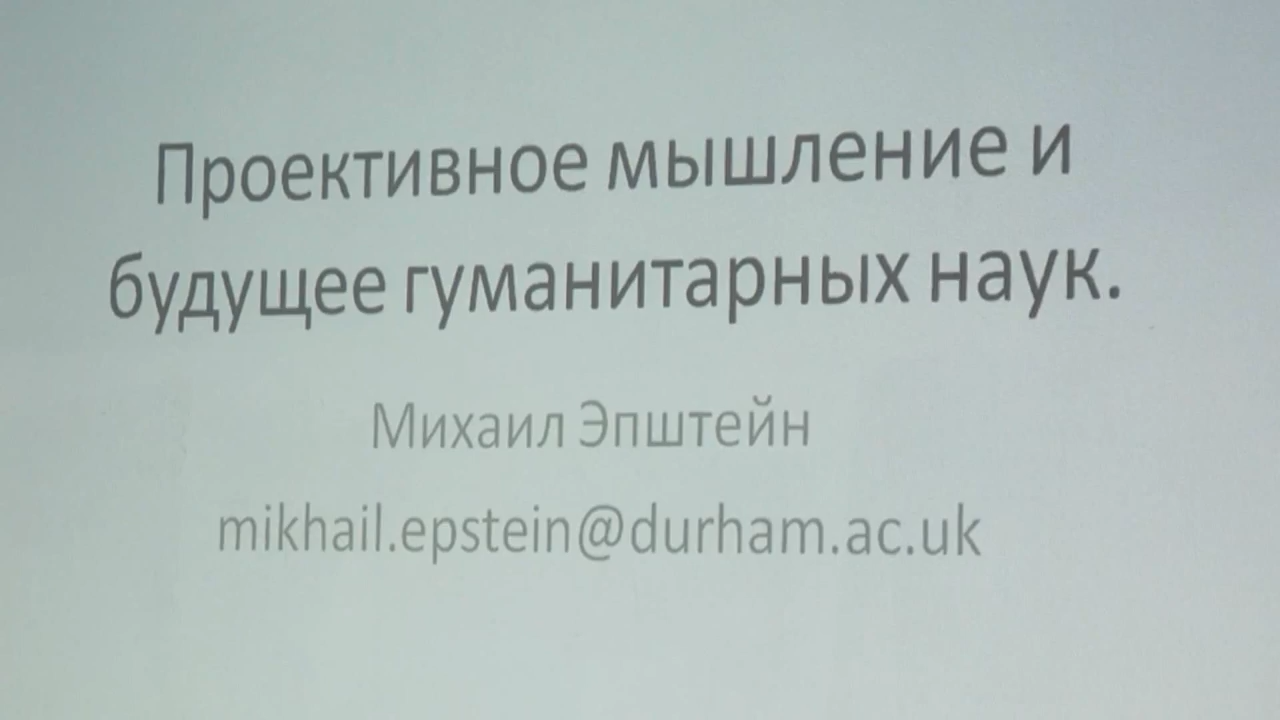 Проективное мышление и
будущее гуманитарных наук.
Михаил Эпштейн
mikhail.epstein@durham.ac.uk